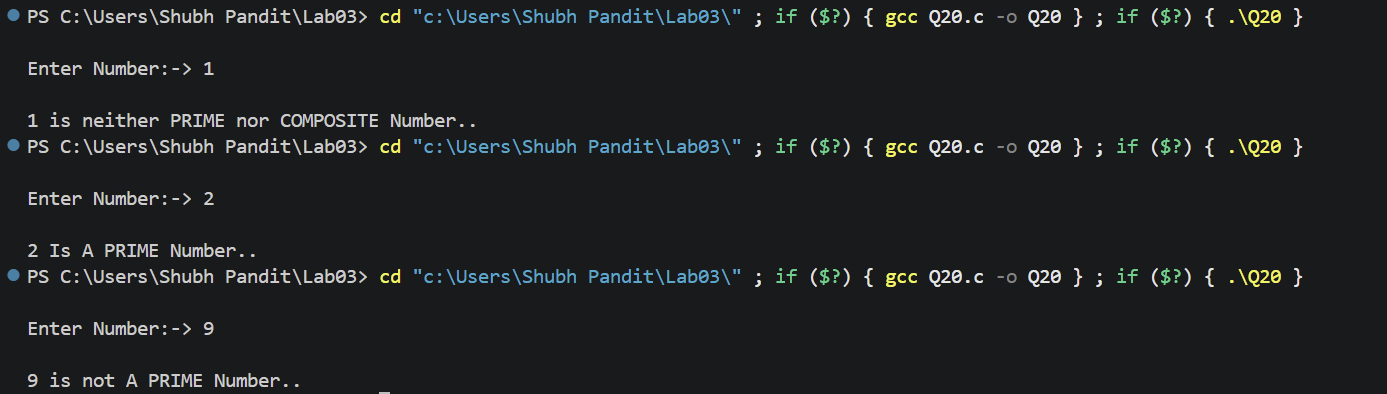 PS C:\Users\Shubh Pandit\Lab03> cd "c:\Users\Shubh Pandit\Lab03\" ; if ($?) { gcc Q20.c -o Q20 } ; if ($?) { .\Q20 }
Enter Number:-> 1
1 is neither PRIME nor COMPOSITE Number..
PS C:\Users\Shubh Pandit\Lab03> cd "c:\Users\Shubh Pandit\Lab03\" ; if ($?) { gcc Q20.c -o Q20 } ; if ($?) { .\Q20 }
Enter Number:-> 2
2 Is A PRIME Number..
PS C:\Users\Shubh Pandit\Lab03> cd "c:\Users\Shubh Pandit\Lab03\" ; if ($?) { gcc Q20.c -o Q20 } ; if ($?) { .\Q20 }
Enter Number:-> 9
9 is not A PRIME Number..